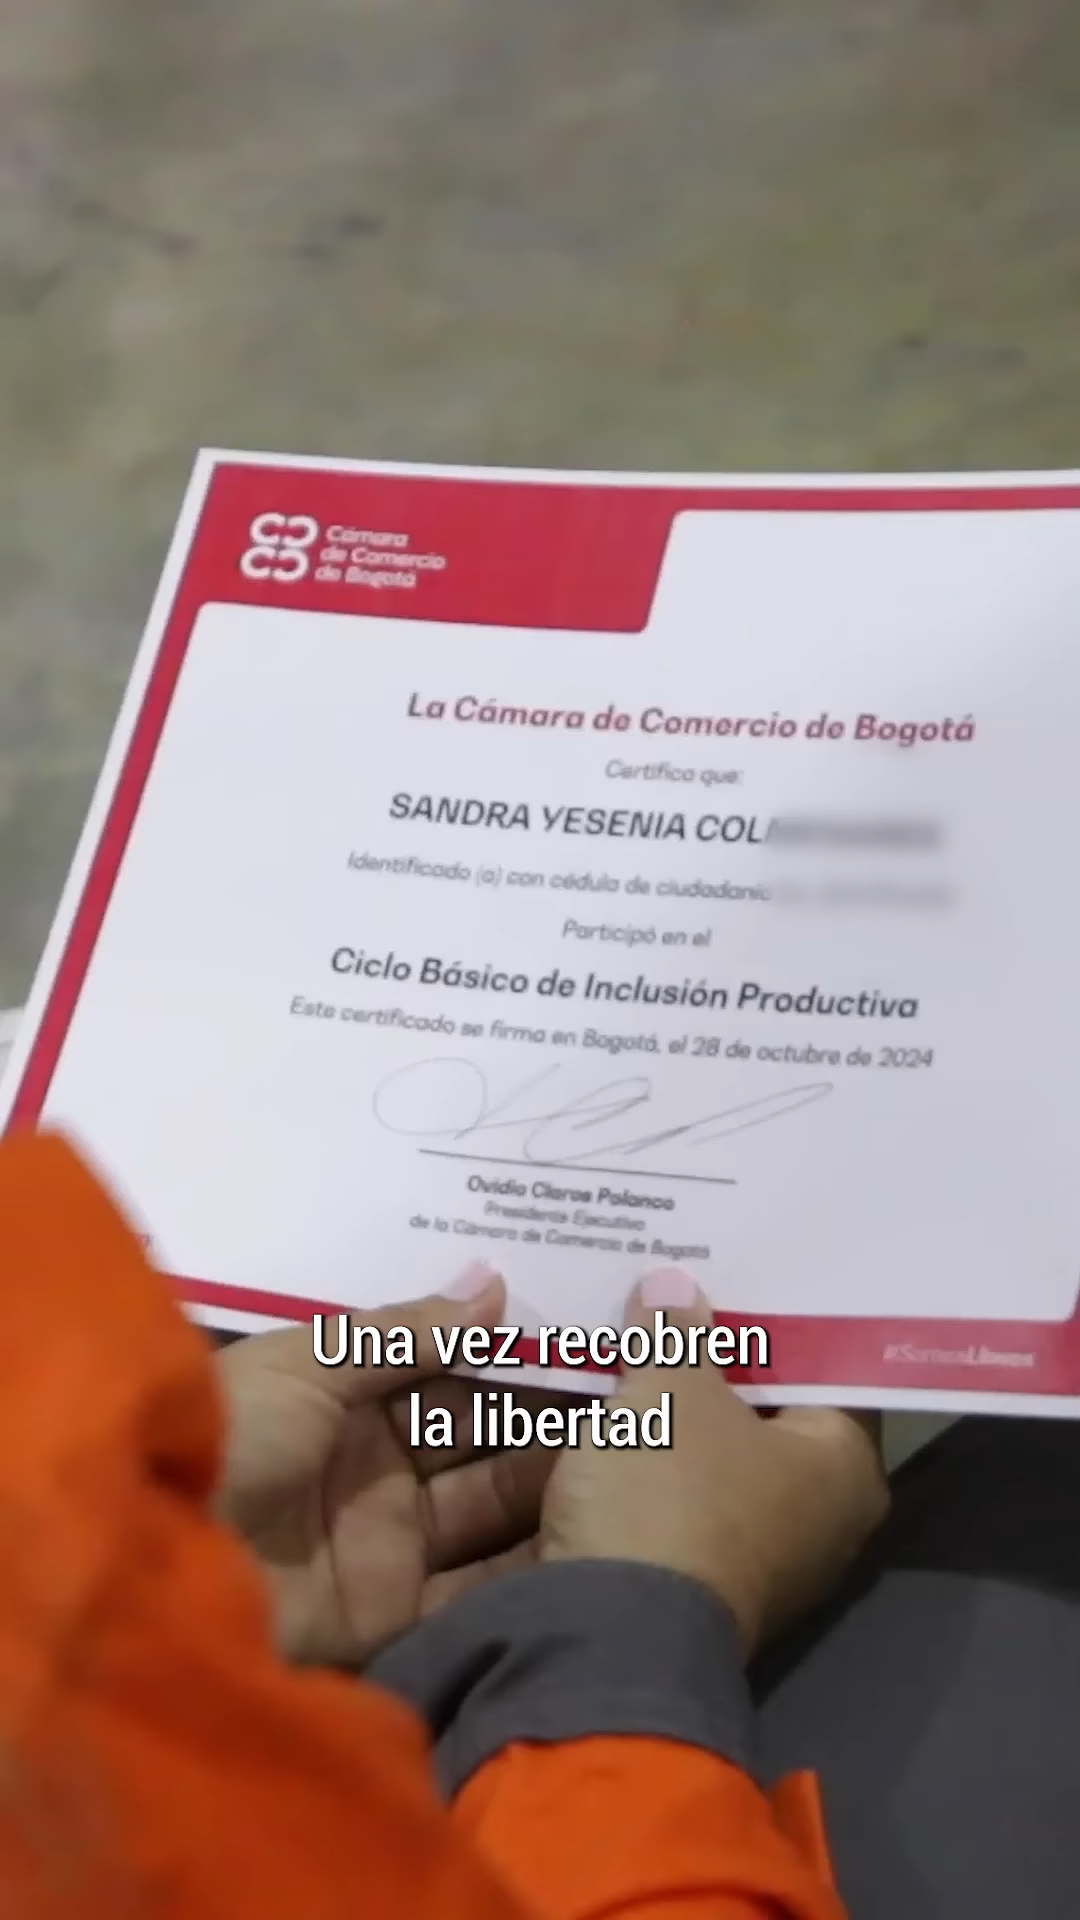 Cámara
de Comercio
de Bogotá
La Cámara de Comercio de Bogotá
Certifica que:
SANDRA YESENIA COL
Identificado (a) con cédula de ciudadanía
Participó en el
Ciclo Básico de Inclusión Productiva
Este certificado se firma en Bogotá, el 28 de octubre de 2024
Ovidio Claros Polanco
Presidente Ejecutivo
de la Cámara de Comercio de Bogotá
#SomosLibres
Una vez recobren
la libertad